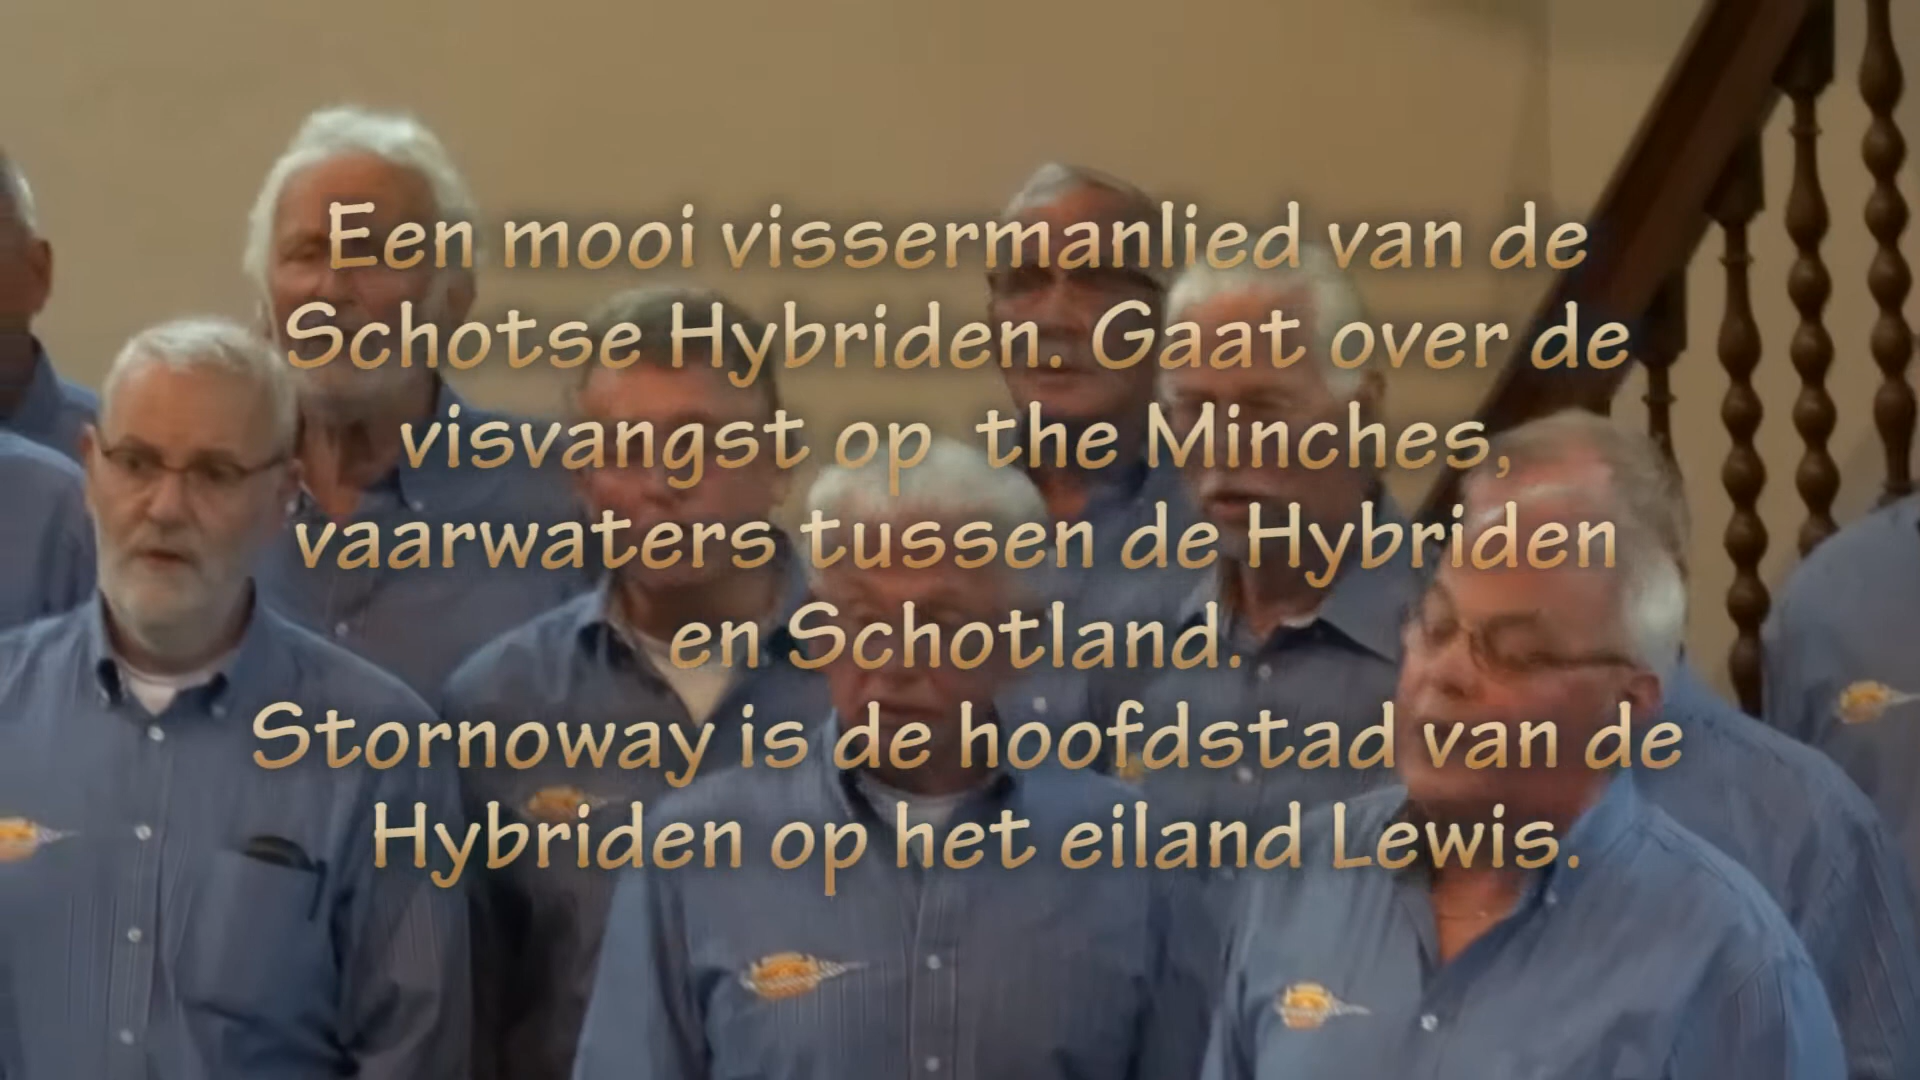 Een mooi vissermanlied van de
Schotse Hybriden. Gaat over de
visvangst op the Minches,
vaarwaters tussen de Hybriden
en Schotland.
Stornoway is de hoofdstad van de
Hybriden op het eiland Lewis.